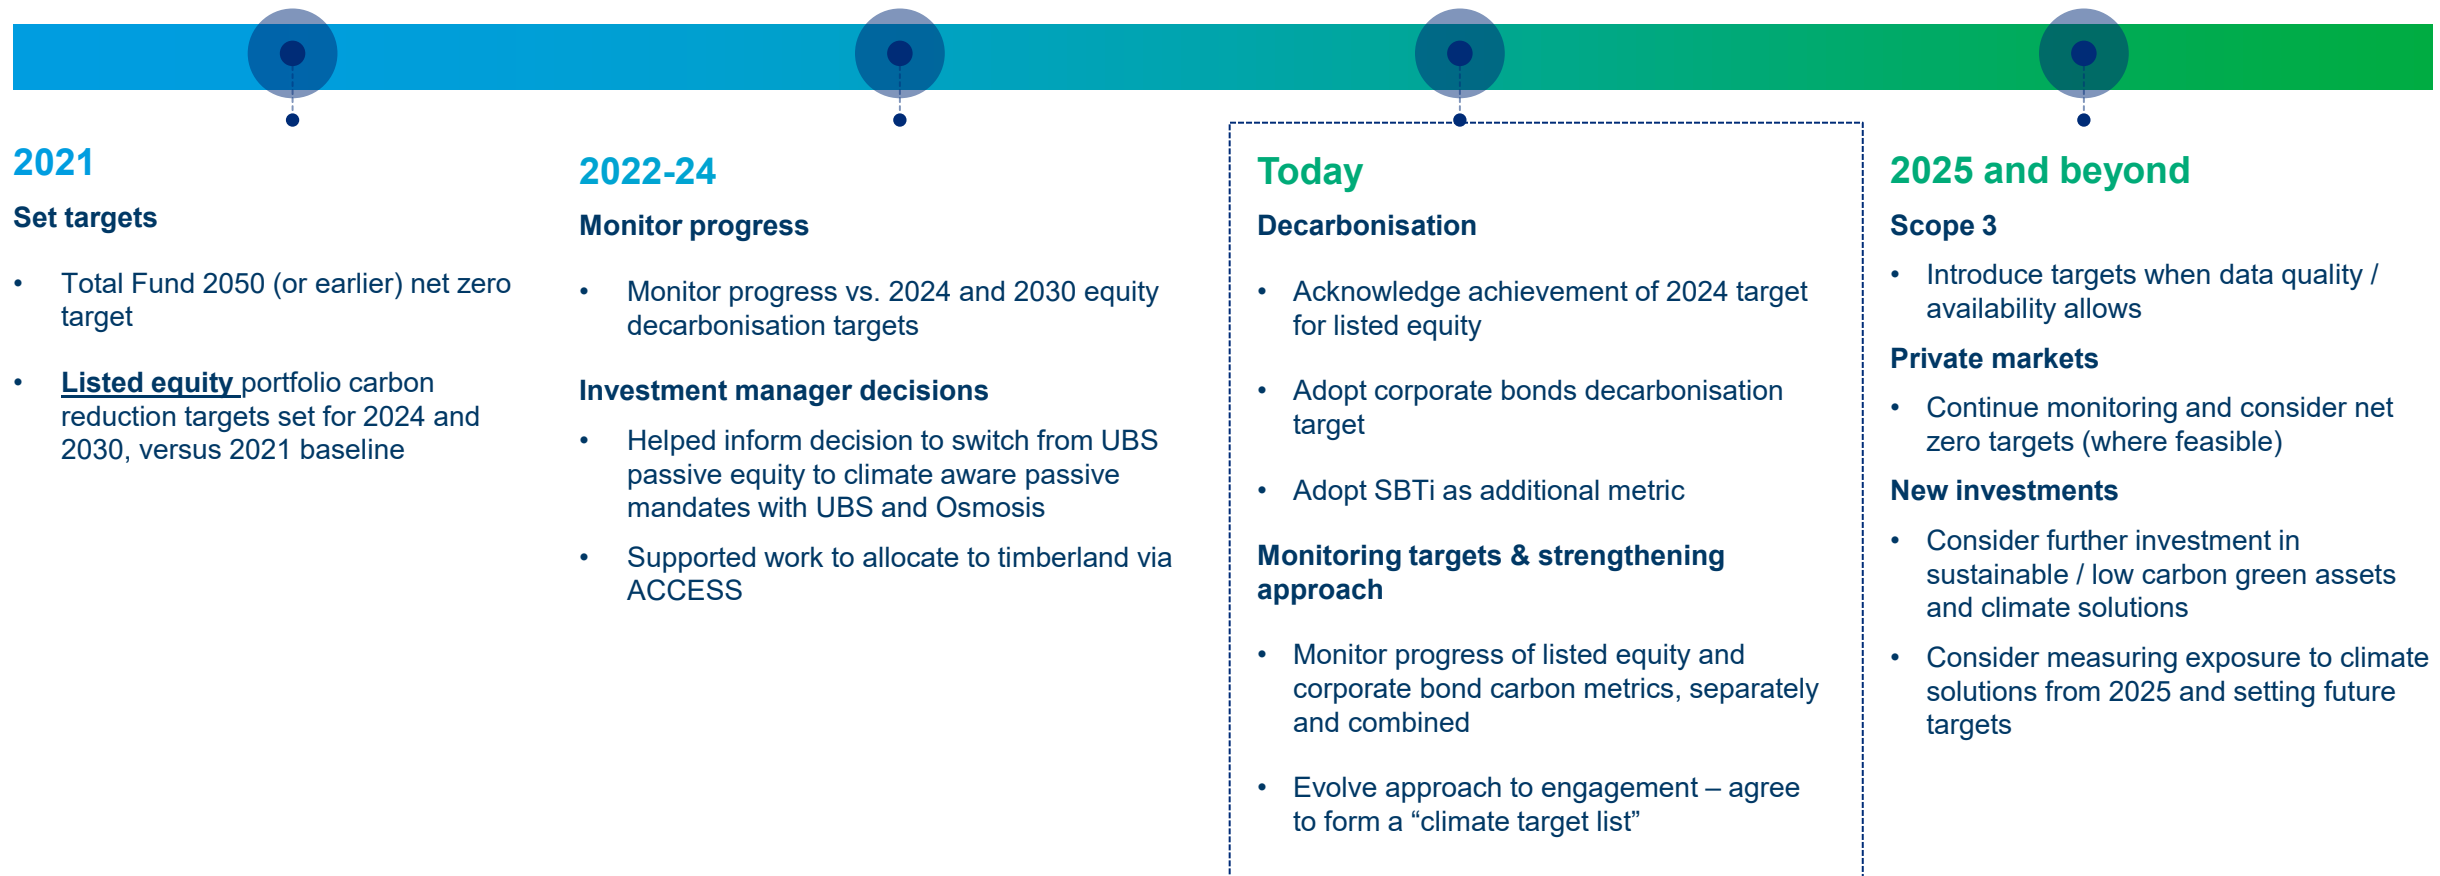 2021
Set targets
• Total Fund 2050 (or earlier) net zero
target
• Listed equity portfolio carbon
reduction targets set for 2024 and
2030, versus 2021 baseline
2022-24
Monitor progress
• Monitor progress vs. 2024 and 2030 equity
decarbonisation targets
Investment manager decisions
• Helped inform decision to switch from UBS
passive equity to climate aware passive
mandates with UBS and Osmosis
• Supported work to allocate to timberland via
ACCESS
Today
Decarbonisation
• Acknowledge achievement of 2024 target
for listed equity
• Adopt corporate bonds decarbonisation
target
• Adopt SBTi as additional metric
Monitoring targets & strengthening
approach
• Monitor progress of listed equity and
corporate bond carbon metrics, separately
and combined
• Evolve approach to engagement – agree
to form a “climate target list”
2025 and beyond
Scope 3
• Introduce targets when data quality /
availability allows
Private markets
• Continue monitoring and consider net
zero targets (where feasible)
New investments
• Consider further investment in
sustainable / low carbon green assets
and climate solutions
• Consider measuring exposure to climate
solutions from 2025 and setting future
targets